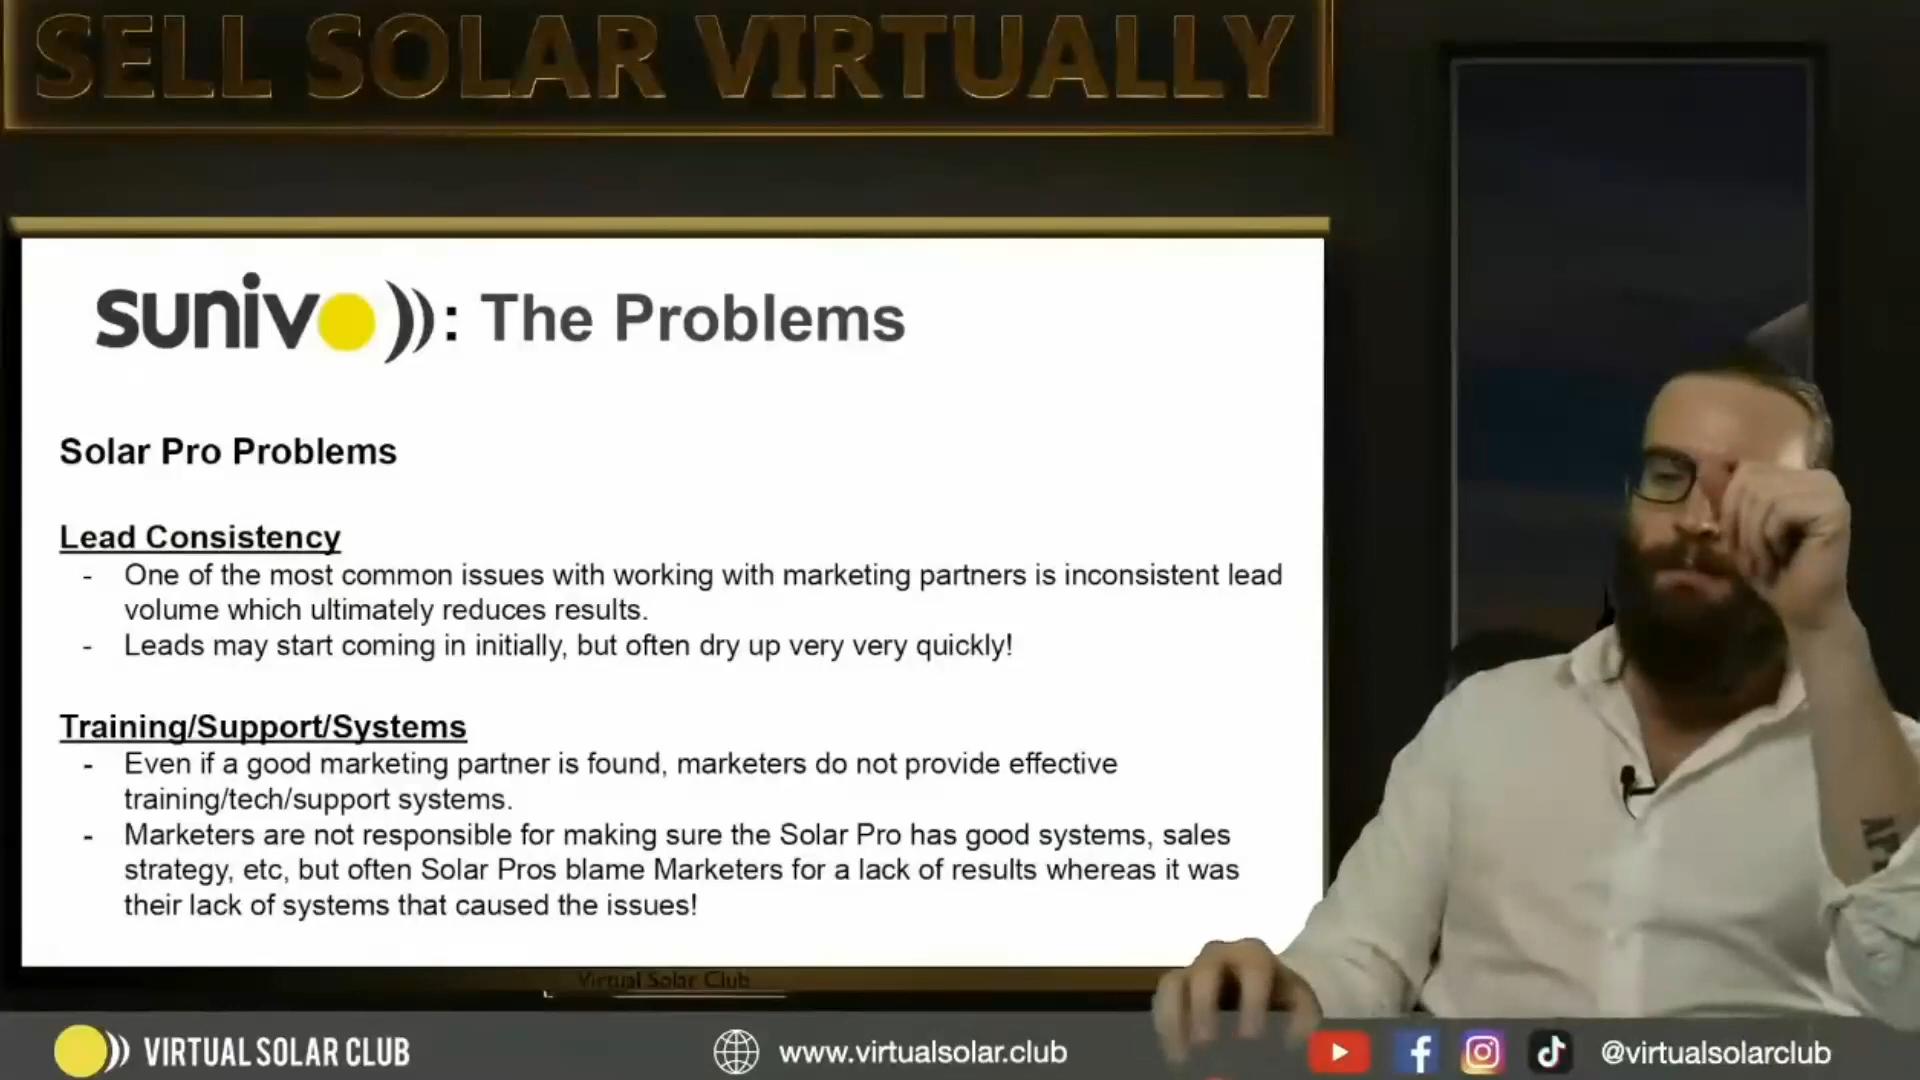 SELL SOLAR VIRTUALLY
sunivo: The Problems
Solar Pro Problems
Lead Consistency
- One of the most common issues with working with marketing partners is inconsistent lead
volume which ultimately reduces results.
- Leads may start coming in initially, but often dry up very very quickly!
Training/Support/Systems
- Even if a good marketing partner is found, marketers do not provide effective
training/tech/support systems.
- Marketers are not responsible for making sure the Solar Pro has good systems, sales
strategy, etc, but often Solar Pros blame Marketers for a lack of results whereas it was
their lack of systems that caused the issues!
Virtual Solar Club
VIRTUAL SOLAR CLUB
www.virtualsolar.club
@virtualsolarclub